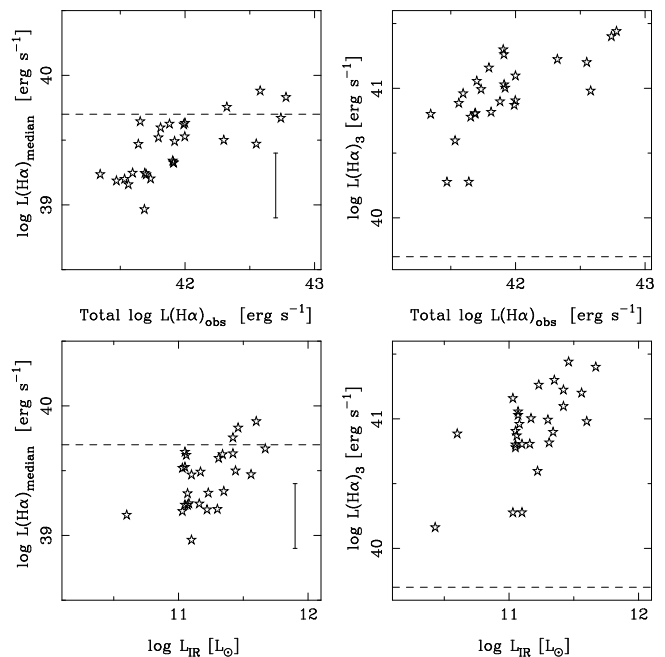 log L(Hα)median [erg s−1]
40
39
42
43
Total log L(Hα)obs [erg s−1]
log L(Hα)3 [erg s−1]
41
40
42
43
Total log L(Hα)obs [erg s−1]
log L(Hα)median [erg s−1]
40
39
11
12
log LIR [L⊙]
log L(Hα)3 [erg s−1]
41
40
11
12
log LIR [L⊙]